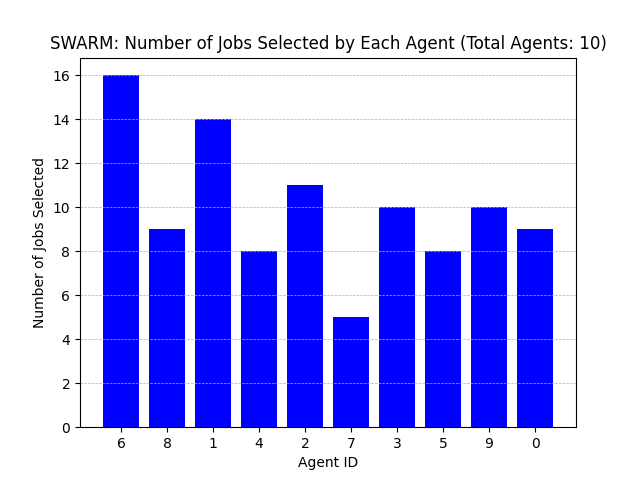 SWARM: Number of Jobs Selected by Each Agent (Total Agents: 10)
16
14
12
10
8
6
4
2
0
Number of Jobs Selected
6 8 1 4 2 7 3 5 9 0
Agent ID